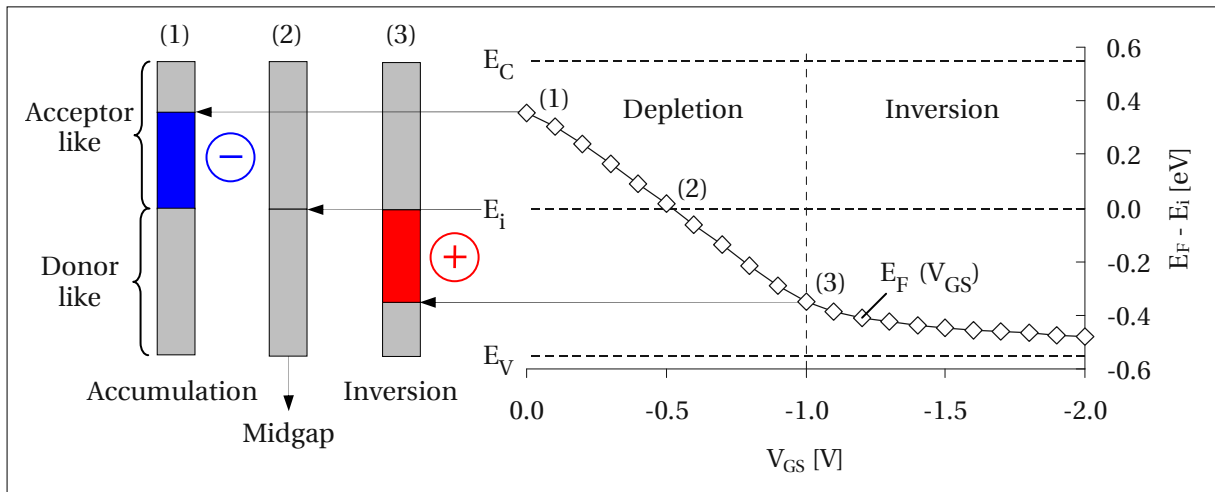 (1) (2) (3)
Acceptor
like
−
Donor
like
+
Accumulation
Inversion
Midgap
E_C
E_i
E_V
Depletion
Inversion
(1)
(2)
(3)
E_F (V_GS)
0.6
0.4
0.2
0.0
-0.2
-0.4
-0.6
E_F - E_i [eV]
0.0 -0.5 -1.0 -1.5 -2.0
V_GS [V]